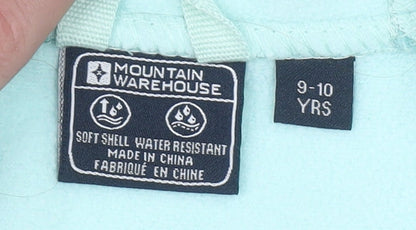 MOUNTAIN
WAREHOUSE
SOFT SHELL WATER RESISTANT
MADE IN CHINA
FABRIQUÉ EN CHINE
9-10
YRS